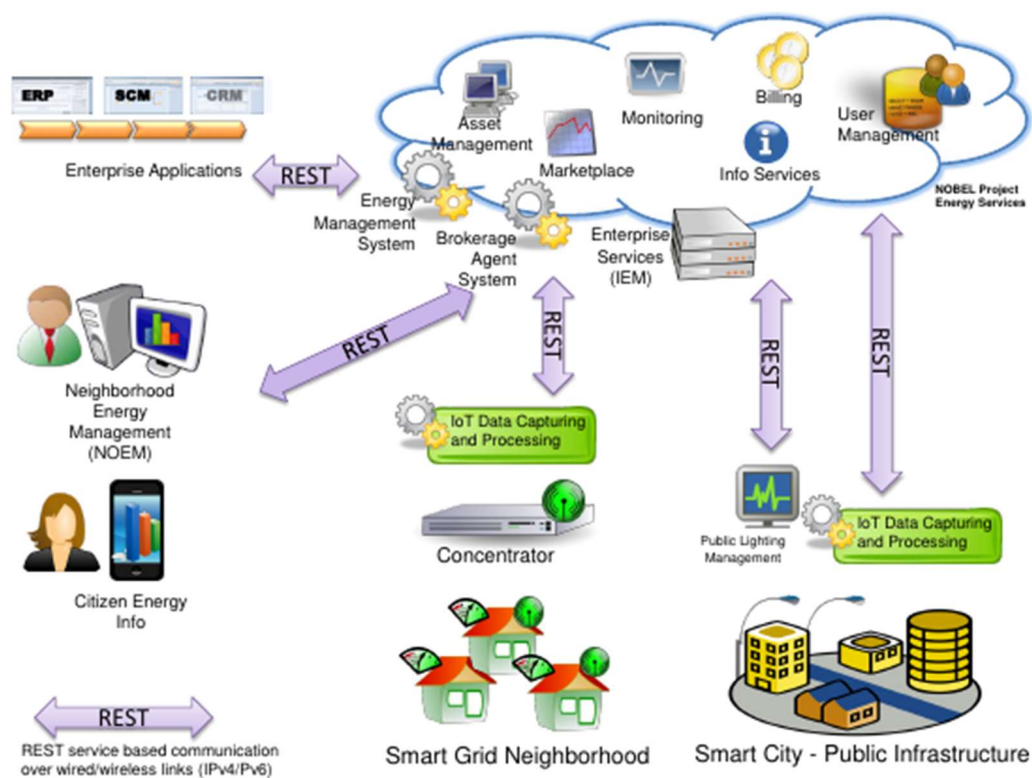 ERP
SCM
CRM
Enterprise Applications
REST
Asset
Management
Marketplace
Monitoring
Billing
Info Services
User
Management
NOBEL Project
Energy Services
Energy
Management
System
Brokerage
Agent
System
Enterprise
Services
(IEM)
REST
REST
REST
REST
Neighborhood
Energy
Management
(NOEM)
IoT Data Capturing
and Processing
Concentrator
Public Lighting
Management
IoT Data Capturing
and Processing
Citizen Energy
Info
REST
REST service based communication
over wired/wireless links (IPv4/Pv6)
Smart Grid Neighborhood
Smart City - Public Infrastructure